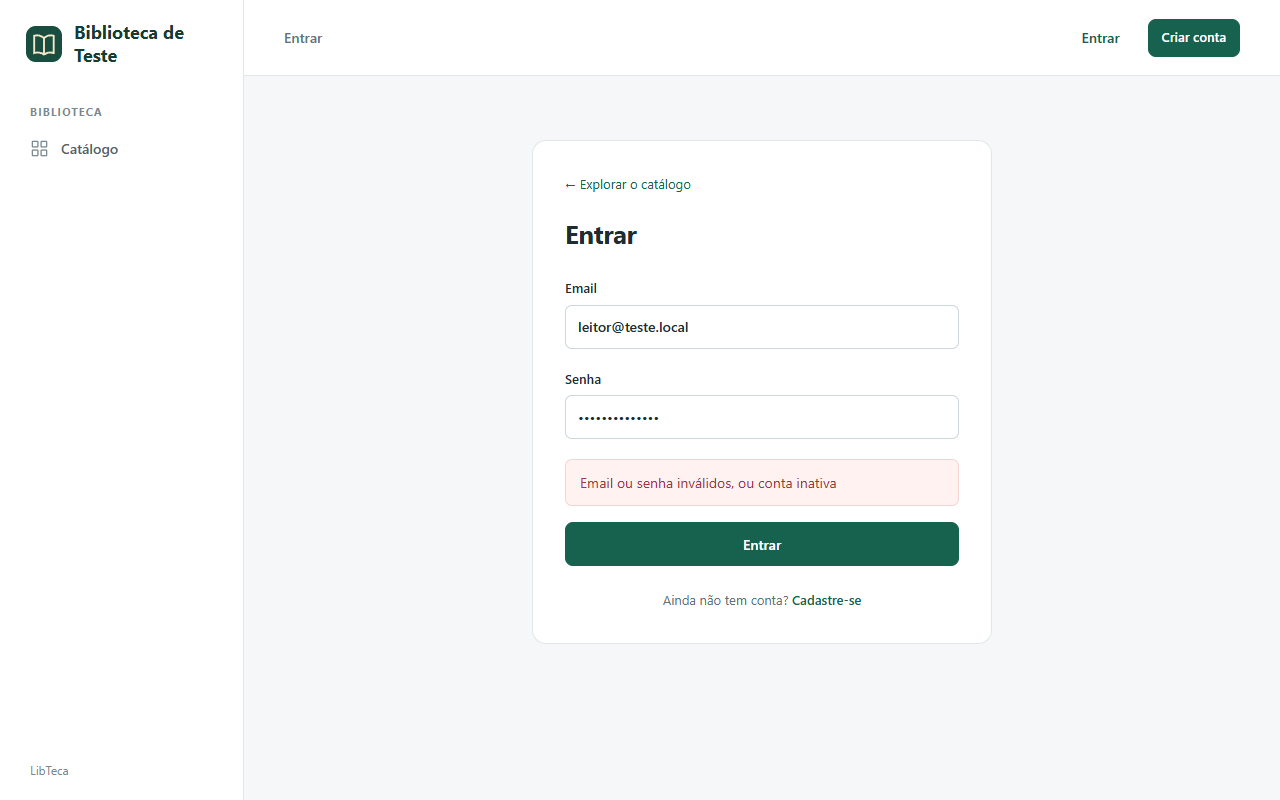 Biblioteca de
Teste
BIBLIOTECA
Catálogo
LibTeca
Entrar
Entrar
Criar conta
← Explorar o catálogo
Entrar
Email
leitor@teste.local
Senha
••••••••••••••
Email ou senha inválidos, ou conta inativa
Entrar
Ainda não tem conta? Cadastre-se